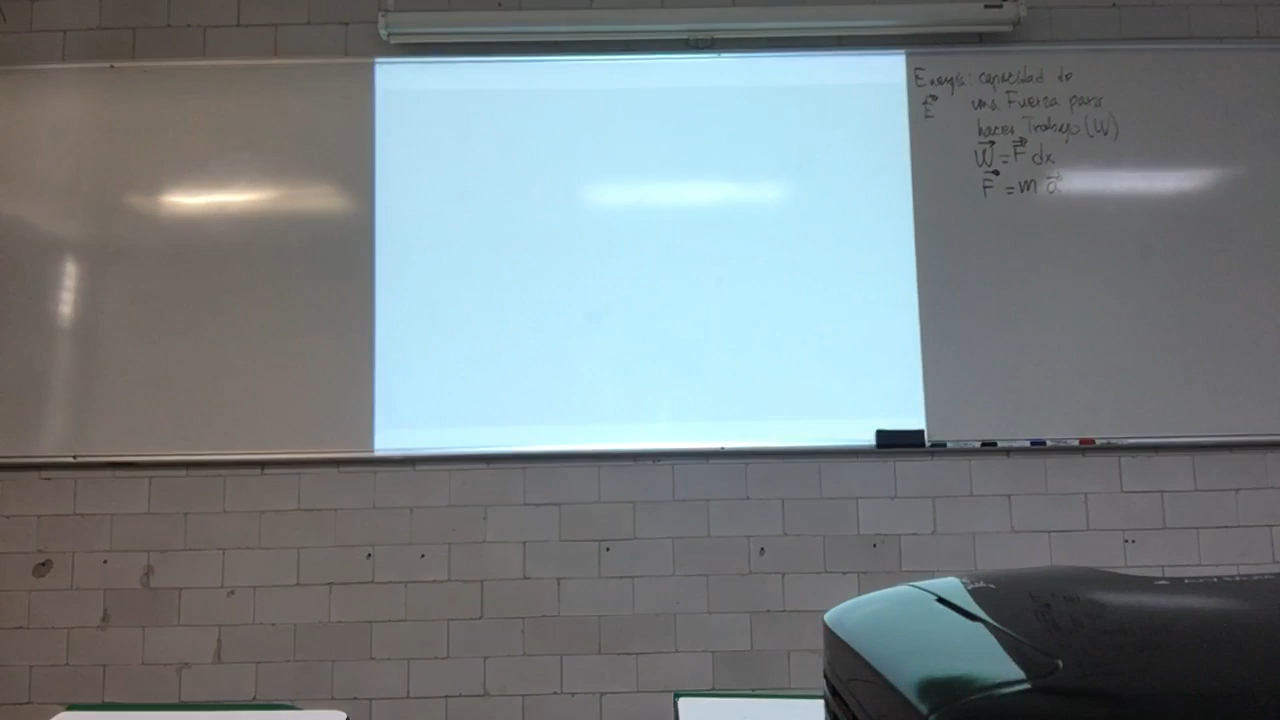 Energía: capacidad de
E⃗ una Fuerza para
hacer Trabajo (W)
W⃗ = F⃗ dx
F⃗ = m a⃗